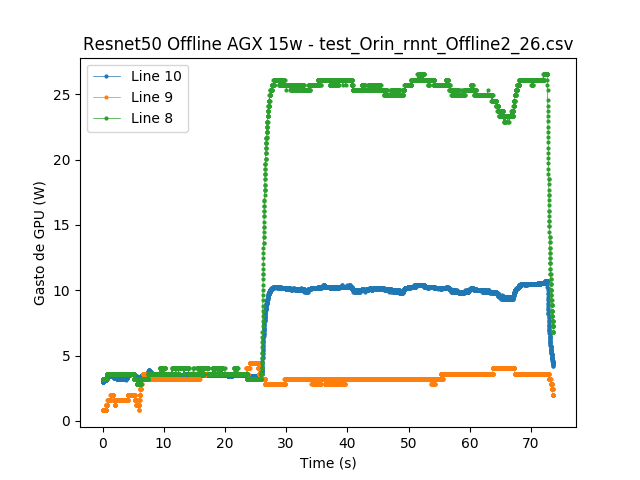 Resnet50 Offline AGX 15w - test_Orin_rnnt_Offline2_26.csv
Line 10
Line 9
Line 8
Gasto de GPU (W)
25
20
15
10
5
0
0 10 20 30 40 50 60 70
Time (s)